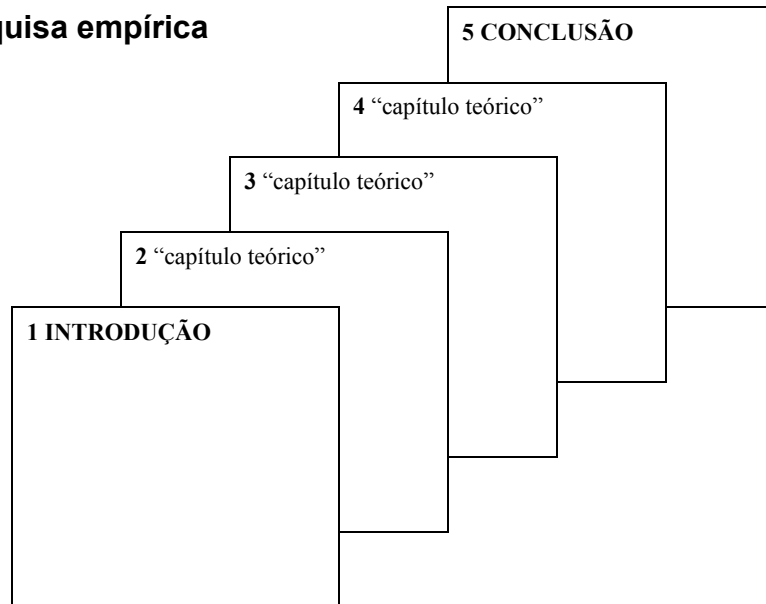 quisa empírica
5 CONCLUSÃO
4 “capítulo teórico”
3 “capítulo teórico”
2 “capítulo teórico”
1 INTRODUÇÃO